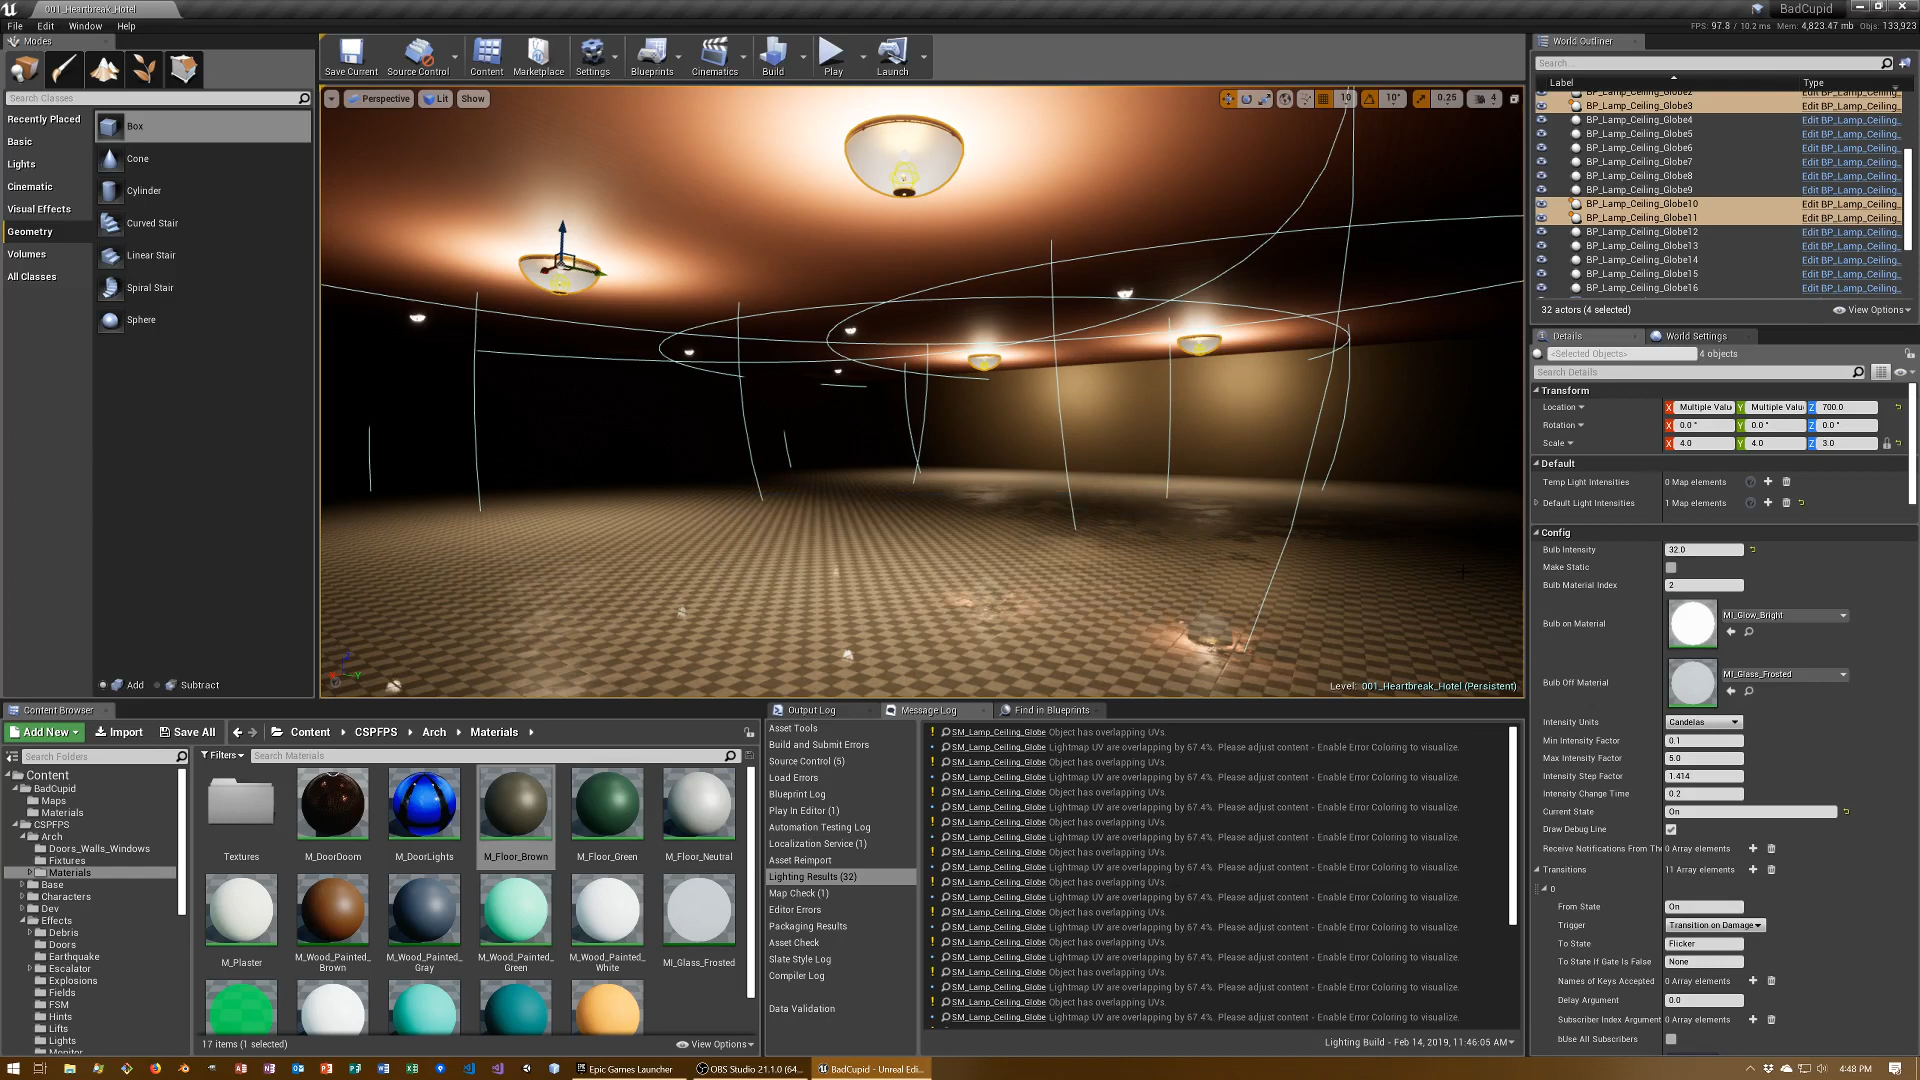 001_Heartbreak_Hotel
BadCupid
File Edit Window Help
FPS: 97.8 / 10.2 ms Mem: 4,823.47 mb Objs: 133,923
Modes
Save Current
Source Control
Content
Marketplace
Settings
Blueprints
Cinematics
Build
Play
Launch
Search Classes
Recently Placed
Basic
Lights
Cinematic
Visual Effects
Geometry
Volumes
All Classes
Box
Cone
Cylinder
Curved Stair
Linear Stair
Spiral Stair
Sphere
Add
Subtract
Perspective
Lit
Show
10
10°
0.25
4
Level: 001_Heartbreak_Hotel (Persistent)
World Outliner
Search...
Label
Type
BP_Lamp_Ceiling_Globe2 Edit BP_Lamp_Ceiling_
BP_Lamp_Ceiling_Globe3 Edit BP_Lamp_Ceiling_
BP_Lamp_Ceiling_Globe4 Edit BP_Lamp_Ceiling_
BP_Lamp_Ceiling_Globe5 Edit BP_Lamp_Ceiling_
BP_Lamp_Ceiling_Globe6 Edit BP_Lamp_Ceiling_
BP_Lamp_Ceiling_Globe7 Edit BP_Lamp_Ceiling_
BP_Lamp_Ceiling_Globe8 Edit BP_Lamp_Ceiling_
BP_Lamp_Ceiling_Globe9 Edit BP_Lamp_Ceiling_
BP_Lamp_Ceiling_Globe10 Edit BP_Lamp_Ceiling_
BP_Lamp_Ceiling_Globe11 Edit BP_Lamp_Ceiling_
BP_Lamp_Ceiling_Globe12 Edit BP_Lamp_Ceiling_
BP_Lamp_Ceiling_Globe13 Edit BP_Lamp_Ceiling_
BP_Lamp_Ceiling_Globe14 Edit BP_Lamp_Ceiling_
BP_Lamp_Ceiling_Globe15 Edit BP_Lamp_Ceiling_
BP_Lamp_Ceiling_Globe16 Edit BP_Lamp_Ceiling_
32 actors (4 selected)
View Options
Details
World Settings
<Selected Objects>
4 objects
Search Details
Transform
Location X Multiple Valu Y Multiple Valu Z 700.0
Rotation X 0.0 ° Y 0.0 ° Z 0.0 °
Scale X 4.0 Y 4.0 Z 3.0
Default
Temp Light Intensities 0 Map elements
Default Light Intensities 1 Map elements
Config
Bulb Intensity 32.0
Make Static
Bulb Material Index 2
Bulb on Material MI_Glow_Bright
Bulb Off Material MI_Glass_Frosted
Intensity Units Candelas
Min Intensity Factor 0.1
Max Intensity Factor 5.0
Intensity Step Factor 1.414
Intensity Change Time 0.2
Current State On
Draw Debug Line
Receive Notifications From The 0 Array elements
Transitions 11 Array elements
0
From State On
Trigger Transition on Damage
To State Flicker
To State If Gate Is False None
Names of Keys Accepted 0 Array elements
Delay Argument 0.0
Subscriber Index Argument 0 Array elements
bUse All Subscribers
Content Browser
Add New
Import
Save All
Content
CSPFPS
Arch
Materials
Search Folders
Filters
Search Materials
Content
BadCupid
Maps
Materials
CSPFPS
Arch
Doors_Walls_Windows
Fixtures
Materials
Base
Characters
Dev
Effects
Debris
Doors
Earthquake
Escalator
Explosions
Fields
FSM
Hints
Lifts
Lights
Monitor
Textures
M_DoorDoom
M_DoorLights
M_Floor_Brown
M_Floor_Green
M_Floor_Neutral
M_Plaster
M_Wood_Painted_
Brown
M_Wood_Painted_
Gray
M_Wood_Painted_
Green
M_Wood_Painted_
White
MI_Glass_Frosted
17 items (1 selected)
View Options
Output Log
Message Log
Find in Blueprints
Asset Tools
Build and Submit Errors
Source Control (5)
Load Errors
Blueprint Log
Play In Editor (1)
Automation Testing Log
Localization Service (1)
Asset Reimport
Lighting Results (32)
Map Check (1)
Editor Errors
Packaging Results
Asset Check
Slate Style Log
Compiler Log
Data Validation
SM_Lamp_Ceiling_Globe Object has overlapping UVs.
SM_Lamp_Ceiling_Globe Lightmap UV are overlapping by 67.4%. Please adjust content - Enable Error Coloring to visualize.
SM_Lamp_Ceiling_Globe Object has overlapping UVs.
SM_Lamp_Ceiling_Globe Lightmap UV are overlapping by 67.4%. Please adjust content - Enable Error Coloring to visualize.
SM_Lamp_Ceiling_Globe Object has overlapping UVs.
SM_Lamp_Ceiling_Globe Lightmap UV are overlapping by 67.4%. Please adjust content - Enable Error Coloring to visualize.
SM_Lamp_Ceiling_Globe Object has overlapping UVs.
SM_Lamp_Ceiling_Globe Lightmap UV are overlapping by 67.4%. Please adjust content - Enable Error Coloring to visualize.
SM_Lamp_Ceiling_Globe Object has overlapping UVs.
SM_Lamp_Ceiling_Globe Lightmap UV are overlapping by 67.4%. Please adjust content - Enable Error Coloring to visualize.
SM_Lamp_Ceiling_Globe Object has overlapping UVs.
SM_Lamp_Ceiling_Globe Lightmap UV are overlapping by 67.4%. Please adjust content - Enable Error Coloring to visualize.
SM_Lamp_Ceiling_Globe Object has overlapping UVs.
SM_Lamp_Ceiling_Globe Lightmap UV are overlapping by 67.4%. Please adjust content - Enable Error Coloring to visualize.
SM_Lamp_Ceiling_Globe Object has overlapping UVs.
SM_Lamp_Ceiling_Globe Lightmap UV are overlapping by 67.4%. Please adjust content - Enable Error Coloring to visualize.
SM_Lamp_Ceiling_Globe Object has overlapping UVs.
SM_Lamp_Ceiling_Globe Lightmap UV are overlapping by 67.4%. Please adjust content - Enable Error Coloring to visualize.
SM_Lamp_Ceiling_Globe Object has overlapping UVs.
SM_Lamp_Ceiling_Globe Lightmap UV are overlapping by 67.4%. Please adjust content - Enable Error Coloring to visualize.
Lighting Build - Feb 14, 2019, 11:46:05 AM
Epic Games Launcher
OBS Studio 21.1.0 (64...
BadCupid - Unreal Edi...
4:48 PM